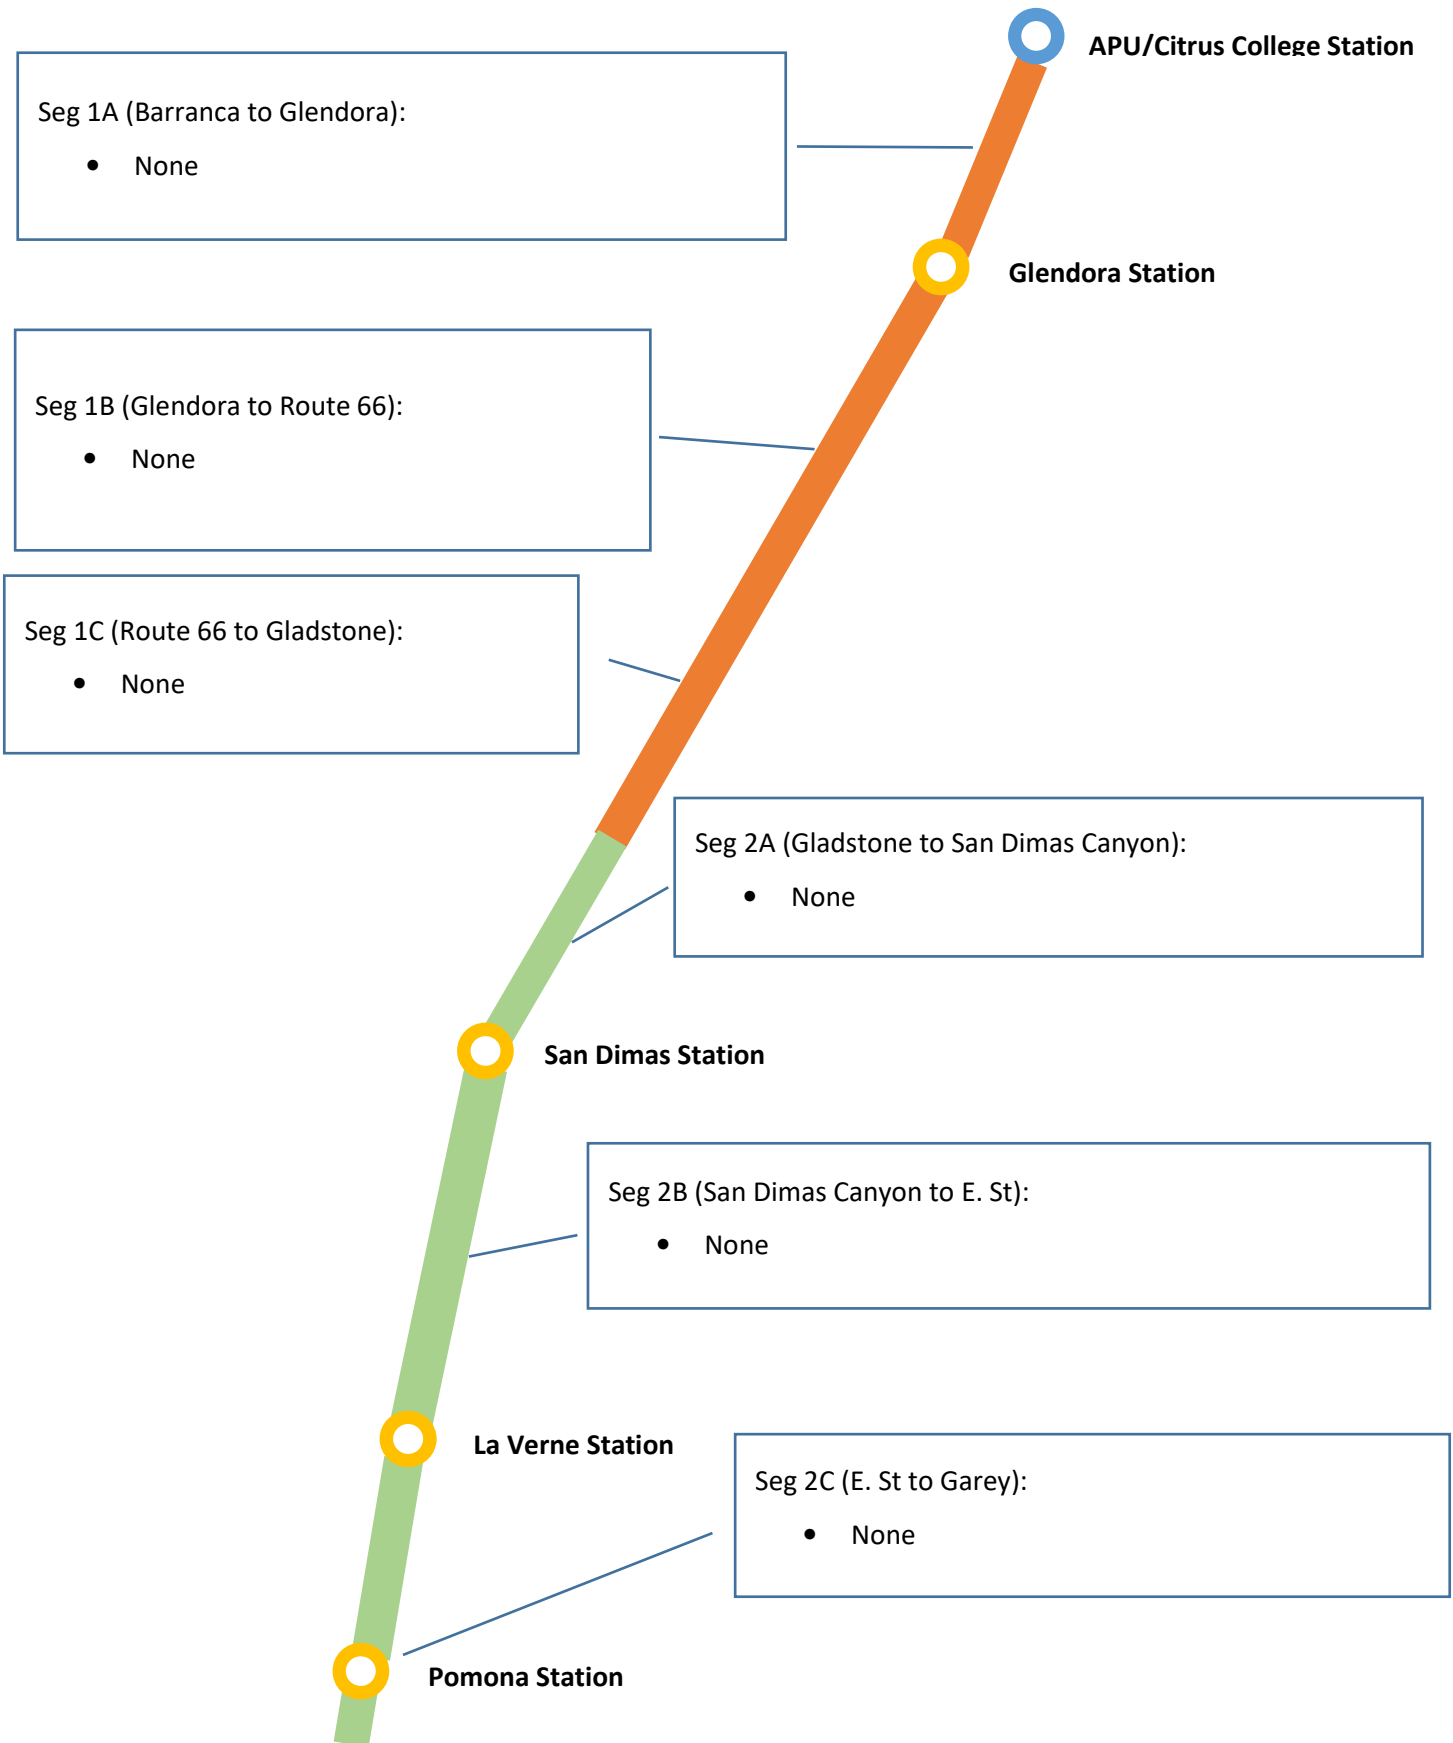 APU/Citrus College Station
Seg 1A (Barranca to Glendora):
• None
Glendora Station
Seg 1B (Glendora to Route 66):
• None
Seg 1C (Route 66 to Gladstone):
• None
Seg 2A (Gladstone to San Dimas Canyon):
• None
San Dimas Station
Seg 2B (San Dimas Canyon to E. St):
• None
La Verne Station
Seg 2C (E. St to Garey):
• None
Pomona Station